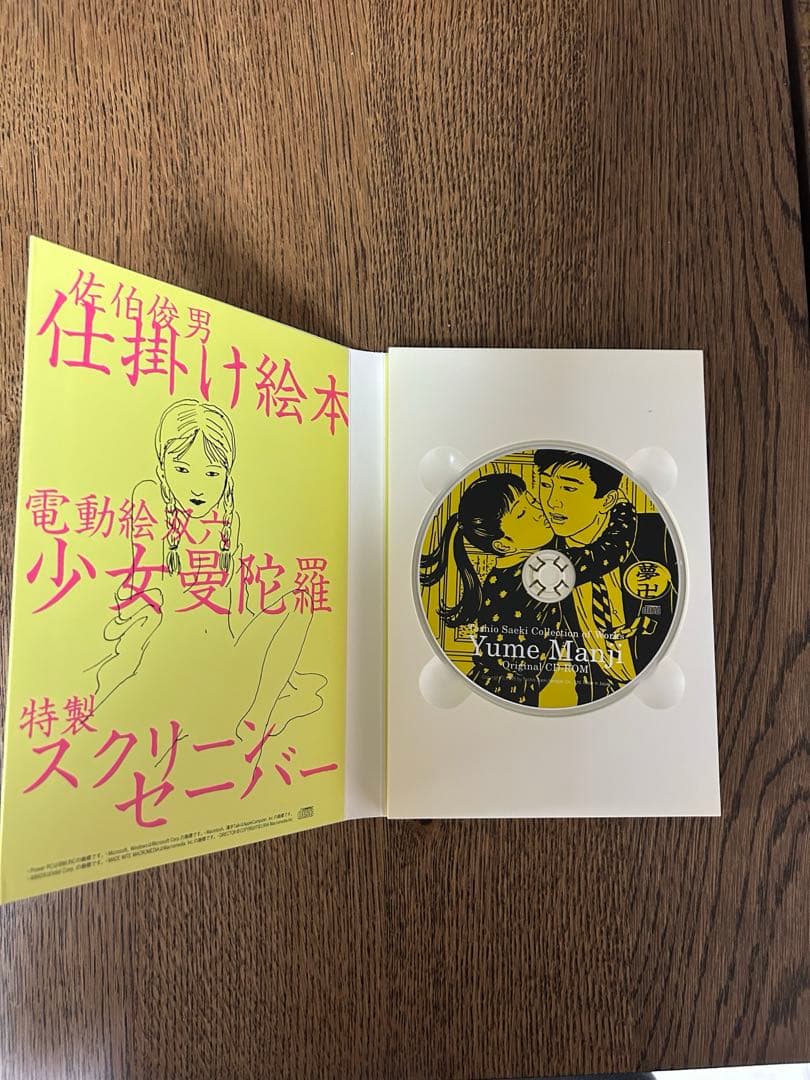 佐伯俊男
仕掛け絵本
電動絵双六
少女曼陀羅
特製
スクリーン
セーバー
夢卍
Toshio Saeki Collection of Works
Yume Manji
Original CD-ROM